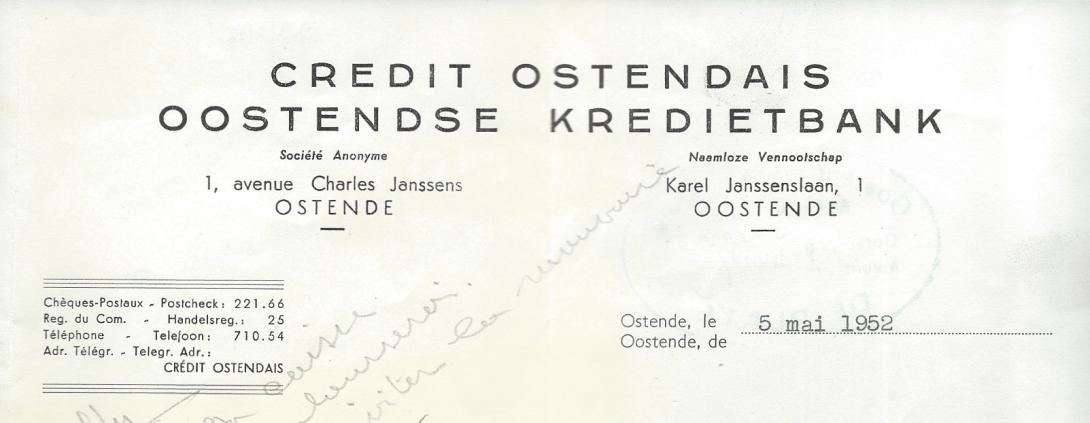 CREDIT OSTENDAIS
OOSTENDSE KREDIETBANK
Société Anonyme
1, avenue Charles Janssens
OSTENDE
Naamloze Vennootschap
Karel Janssenslaan, 1
OOSTENDE
Chèques-Postaux - Postcheck: 221.66
Reg. du Com. - Handelsreg.: 25
Téléphone - Telefoon: 710.54
Adr. Télégr. - Telegr. Adr.:
CRÉDIT OSTENDAIS
Ostende, le 5 mai 1952
Oostende, de
caisse